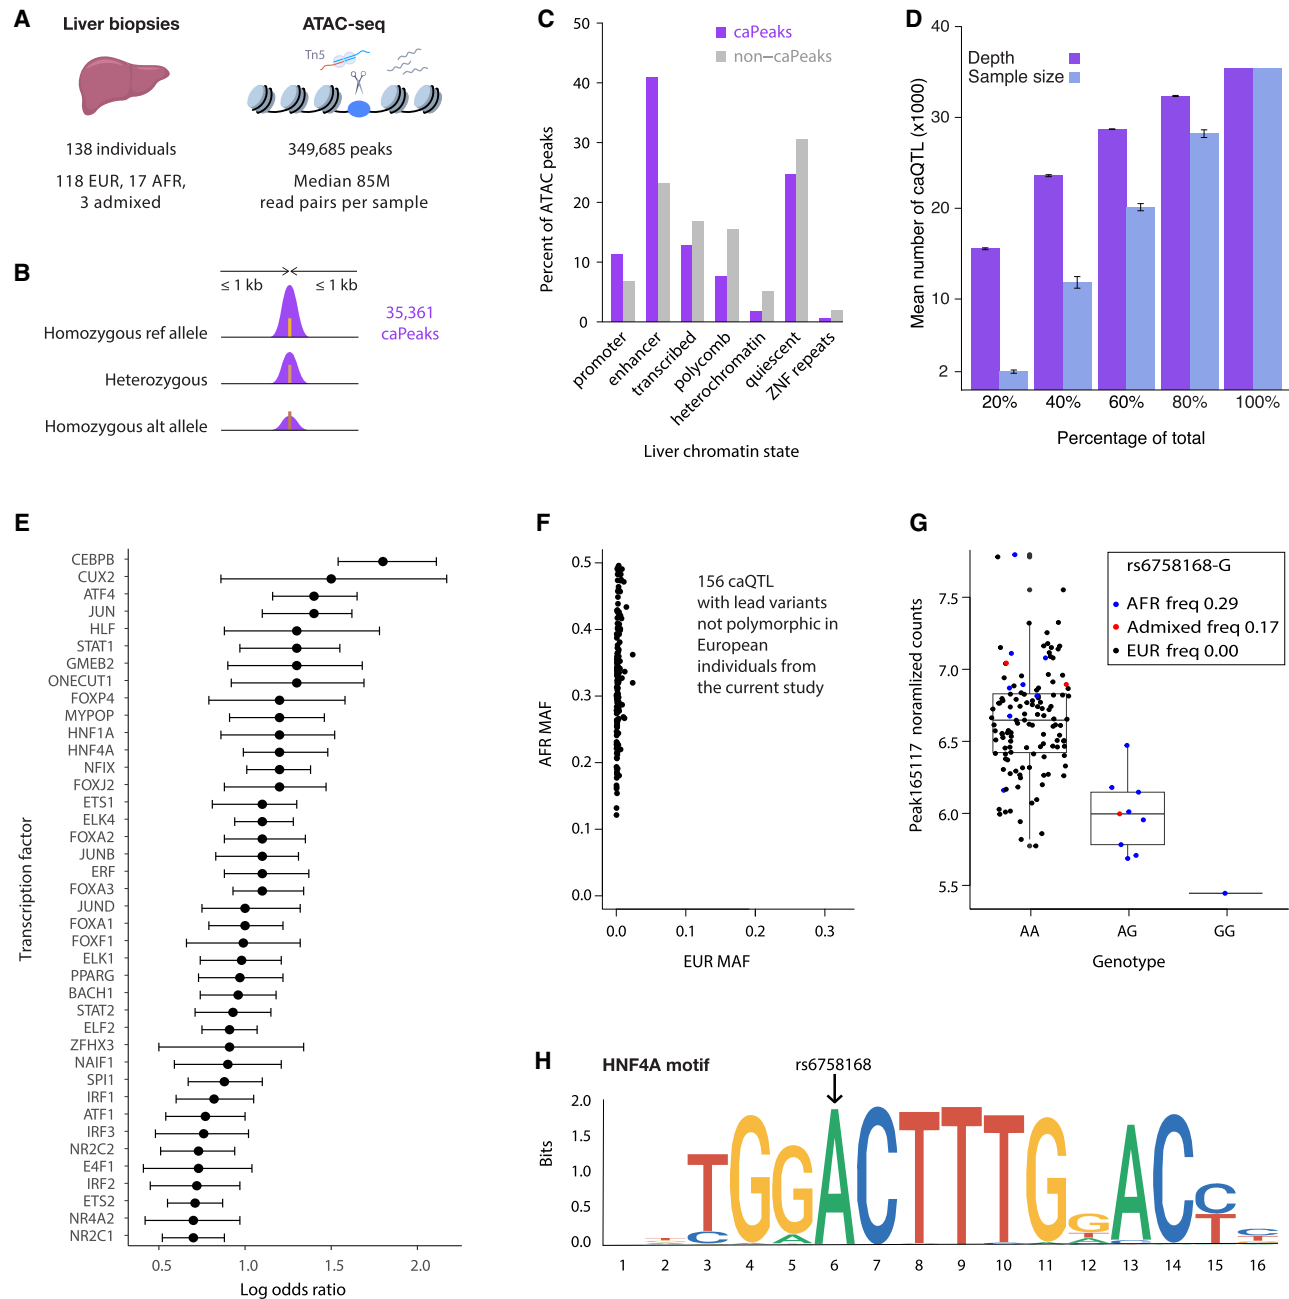 A
Liver biopsies
138 individuals
118 EUR, 17 AFR,
3 admixed
ATAC-seq
Tn5
349,685 peaks
Median 85M
read pairs per sample
B
≤ 1 kb
≤ 1 kb
Homozygous ref allele
Heterozygous
Homozygous alt allele
35,361
caPeaks
C
caPeaks
non−caPeaks
Percent of ATAC peaks
50
40
30
20
10
0
promoter
enhancer
transcribed
polycomb
heterochromatin
quiescent
ZNF repeats
Liver chromatin state
D
Depth
Sample size
Mean number of caQTL (x1000)
40
30
20
10
2
20%
40%
60%
80%
100%
Percentage of total
E
Transcription factor
CEBPB
CUX2
ATF4
JUN
HLF
STAT1
GMEB2
ONECUT1
FOXP4
MYPOP
HNF1A
HNF4A
NFIX
FOXJ2
ETS1
ELK4
FOXA2
JUNB
ERF
FOXA3
JUND
FOXA1
FOXF1
ELK1
PPARG
BACH1
STAT2
ELF2
ZFHX3
NAIF1
SPI1
IRF1
ATF1
IRF3
NR2C2
E4F1
IRF2
ETS2
NR4A2
NR2C1
0.5
1.0
1.5
2.0
Log odds ratio
F
156 caQTL
with lead variants
not polymorphic in
European
individuals from
the current study
AFR MAF
0.5
0.4
0.3
0.2
0.1
0.0
0.0
0.1
0.2
0.3
EUR MAF
G
rs6758168-G
AFR freq 0.29
Admixed freq 0.17
EUR freq 0.00
Peak165117 noramlized counts
7.5
7.0
6.5
6.0
5.5
AA
AG
GG
Genotype
H
HNF4A motif
rs6758168
Bits
2.0
1.5
1.0
0.5
0.0
1 2 3 4 5 6 7 8 9 10 11 12 13 14 15 16